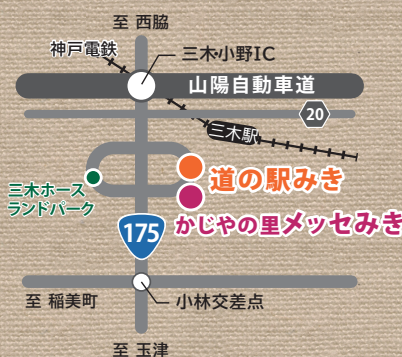 至 西脇
神戸電鉄
三木小野IC
山陽自動車道
20
三木駅
道の駅みき
三木ホース
ランドパーク
かじやの里メッセみき
175
至 稲美町
小林交差点
至 玉津